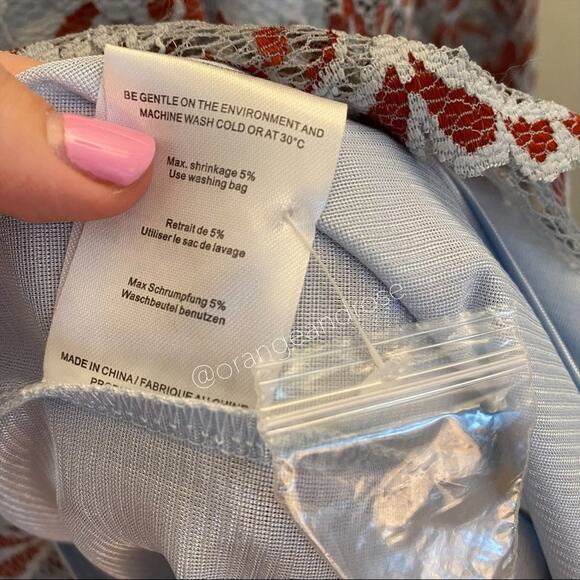 BE GENTLE ON THE ENVIRONMENT AND
MACHINE WASH COLD OR AT 30°C
Max. shrinkage 5%
Use washing bag
Retrait de 5%
Utiliser le sac de lavage
Max Schrumpfung 5%
Waschbeutel benutzen
MADE IN CHINA / FABRIQUE AU CHINE
@orangeandrose